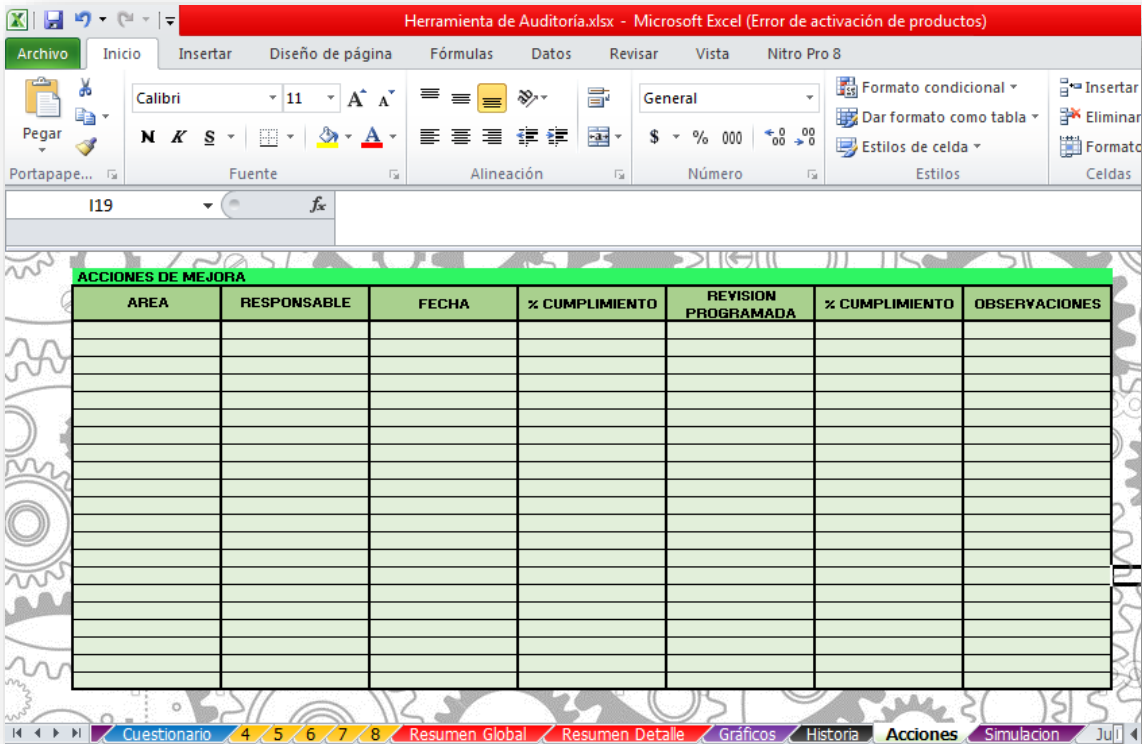 Herramienta de Auditoría.xlsx - Microsoft Excel (Error de activación de productos)
Archivo Inicio Insertar Diseño de página Fórmulas Datos Revisar Vista Nitro Pro 8
Calibri 11 A A General Formato condicional Insertar
Dar formato como tabla Eliminar
Pegar N K S A $ % 000 Estilos de celda Formato
Portapape... Fuente Alineación Número Estilos Celdas
I19 fx
ACCIONES DE MEJORA
AREA RESPONSABLE FECHA % CUMPLIMIENTO REVISION PROGRAMADA % CUMPLIMIENTO OBSERVACIONES
Cuestionario 4 5 6 7 8 Resumen Global Resumen Detalle Gráficos Historia Acciones Simulacion